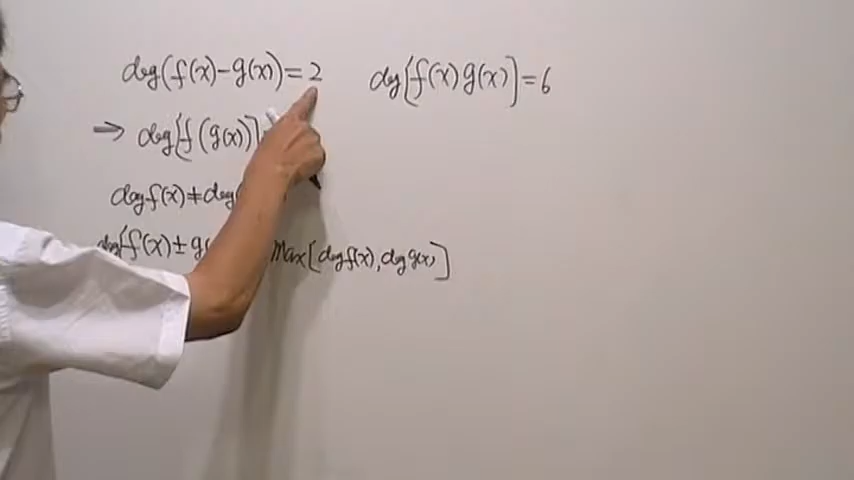 deg(f(x)-g(x))=2 deg[f(x)g(x)]=6
⇒ deg[f(g(x))]
deg f(x)≠deg
deg[f(x)±g( Max[deg f(x), deg g(x)]